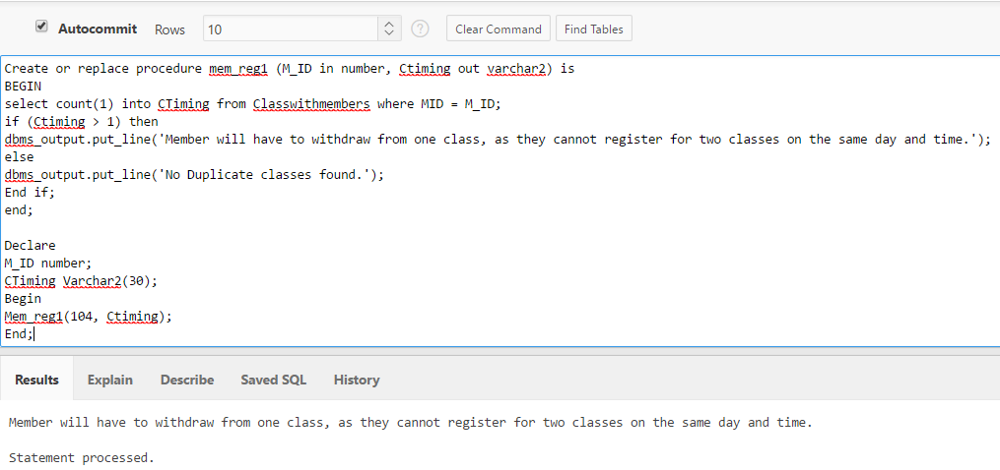 Autocommit Rows 10 ? Clear Command Find Tables
Create or replace procedure mem_reg1 (M_ID in number, Ctiming out varchar2) is
BEGIN
select count(1) into CTiming from Classwithmembers where MID = M_ID;
if (Ctiming > 1) then
dbms_output.put_line('Member will have to withdraw from one class, as they cannot register for two classes on the same day and time.');
else
dbms_output.put_line('No Duplicate classes found.');
End if;
end;
Declare
M_ID number;
CTiming Varchar2(30);
Begin
Mem_reg1(104, Ctiming);
End;
Results Explain Describe Saved SQL History
Member will have to withdraw from one class, as they cannot register for two classes on the same day and time.
Statement processed.